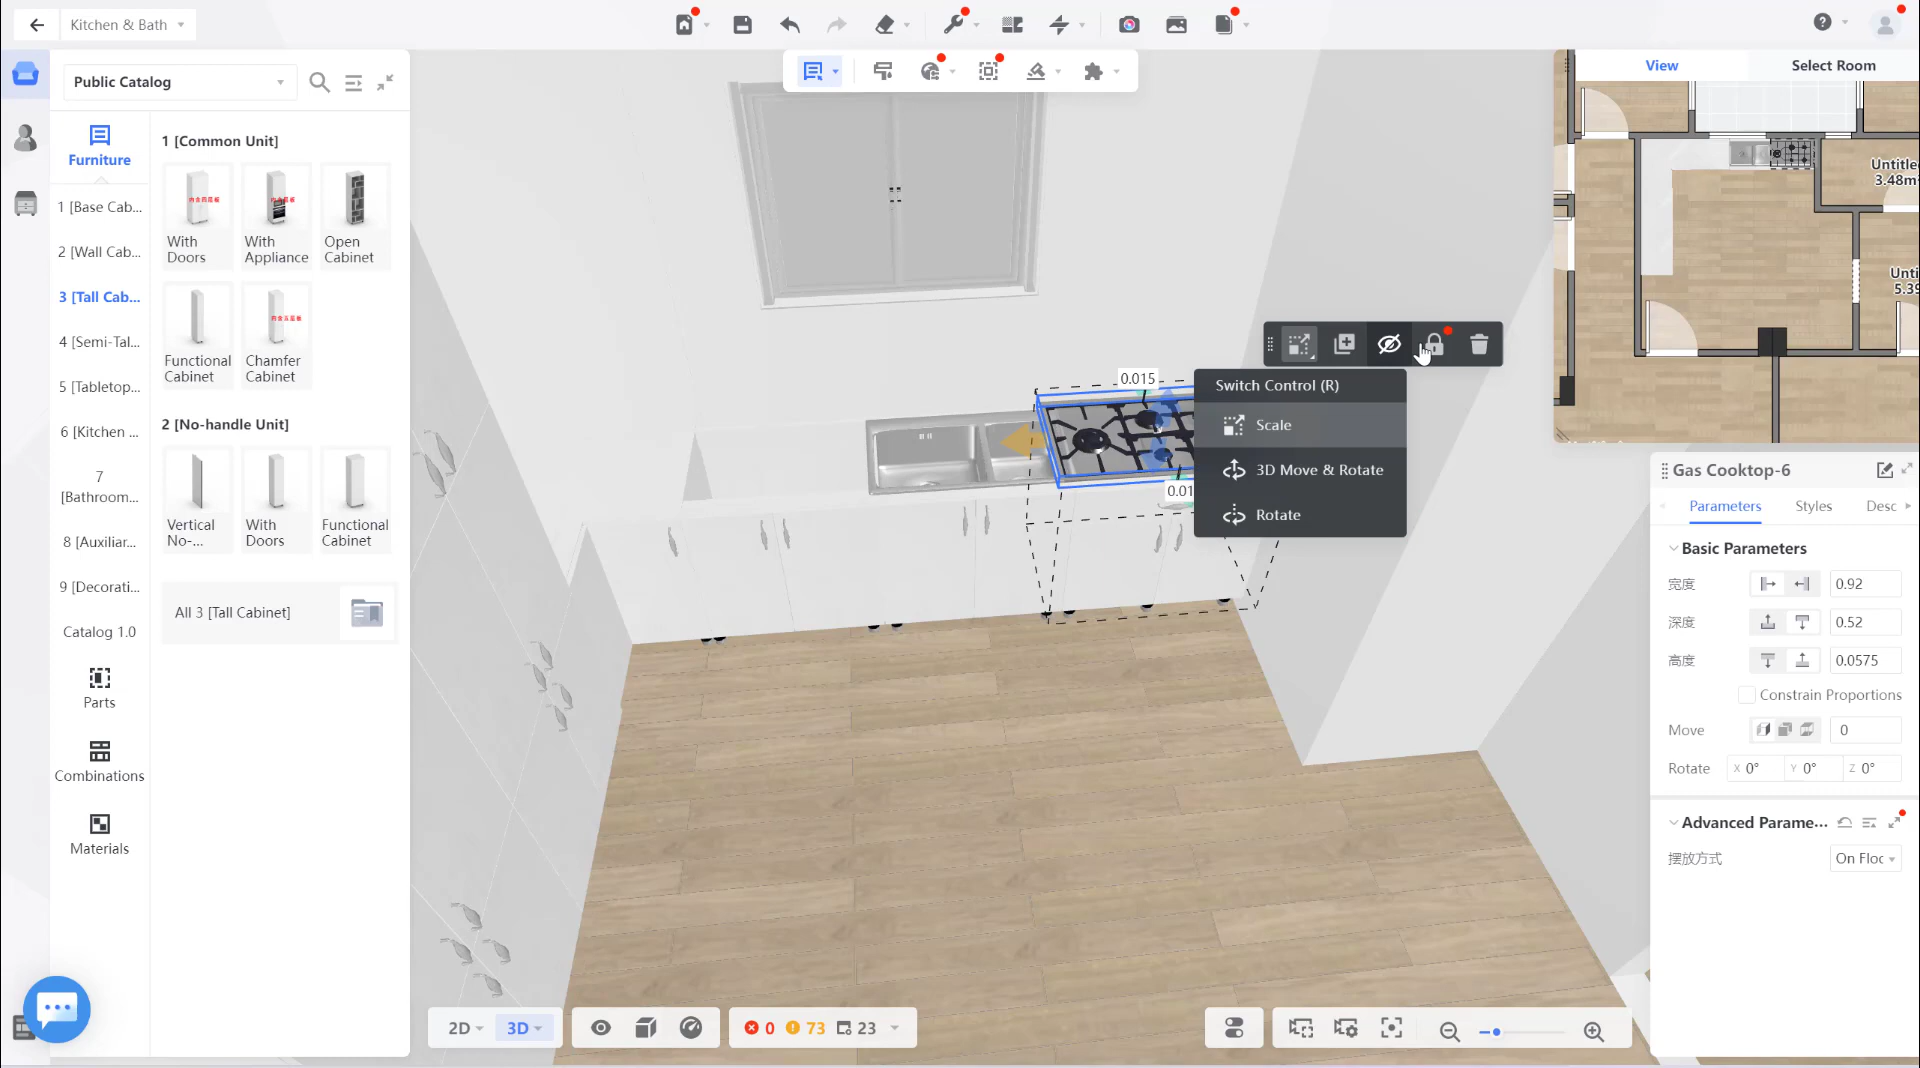 Kitchen & Bath
Public Catalog
View
Select Room
Furniture
1 [Base Cab...
2 [Wall Cab...
3 [Tall Cab...
4 [Semi-Tal...
5 [Tabletop...
6 [Kitchen ...
7
[Bathroom...
8 [Auxiliar...
9 [Decorati...
Catalog 1.0
Parts
Combinations
Materials
1 [Common Unit]
With
Doors
With
Appliance
Open
Cabinet
Functional
Cabinet
Chamfer
Cabinet
2 [No-handle Unit]
Vertical
No-...
With
Doors
Functional
Cabinet
All 3 [Tall Cabinet]
0.015
0.01
Switch Control (R)
Scale
3D Move & Rotate
Rotate
Untitle
3.48m
Unti
5.39
Gas Cooktop-6
Parameters
Styles
Desc
Basic Parameters
宽度
0.92
深度
0.52
高度
0.0575
Constrain Proportions
Move
0
Rotate
X 0°
Y 0°
Z 0°
Advanced Parame...
摆放方式
On Floc
2D
3D
0
73
23